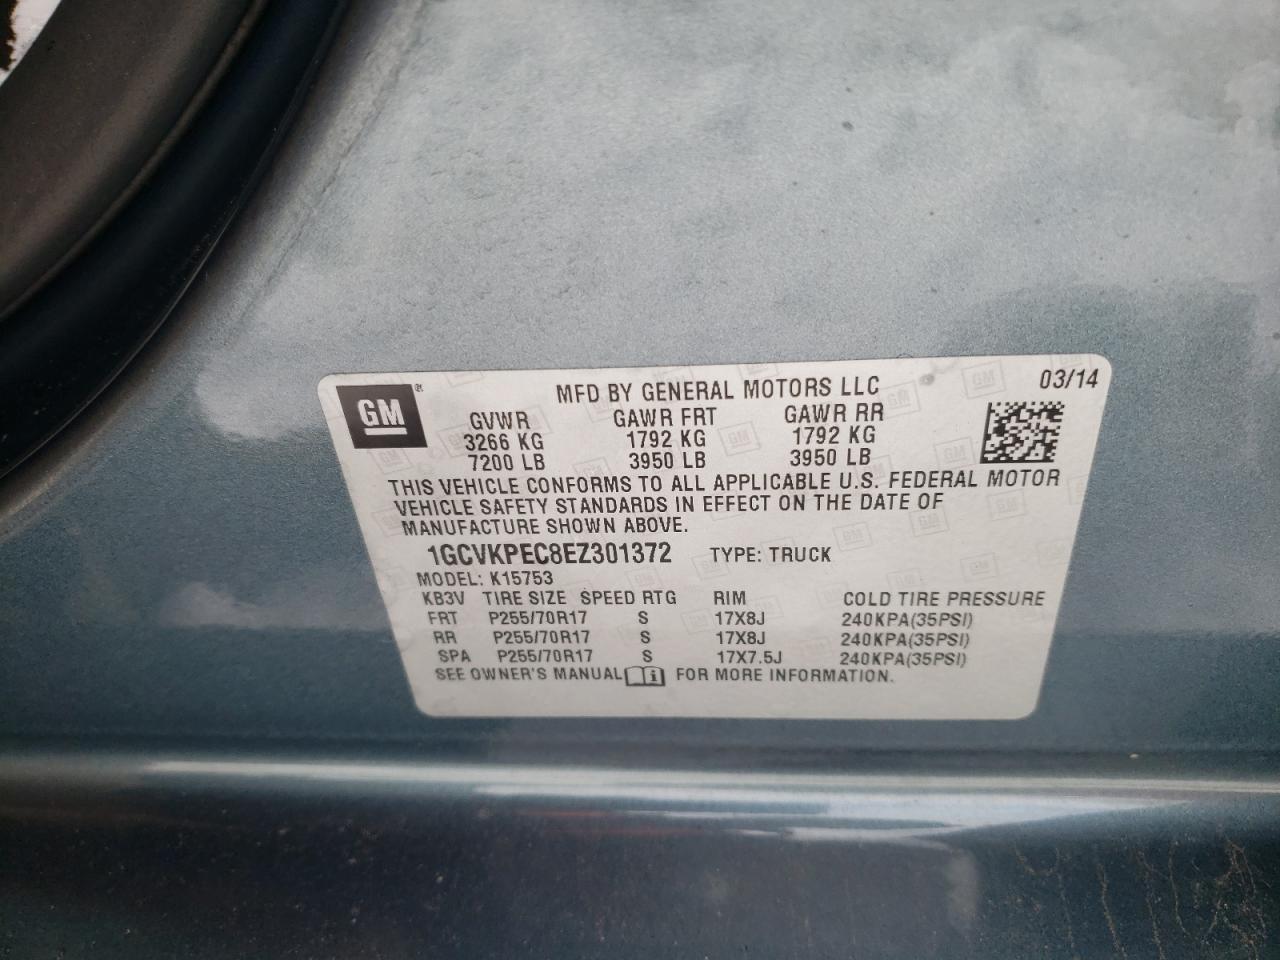 GM
MFD BY GENERAL MOTORS LLC 03/14
GVWR GAWR FRT GAWR RR
3266 KG 1792 KG 1792 KG
7200 LB 3950 LB 3950 LB
THIS VEHICLE CONFORMS TO ALL APPLICABLE U.S. FEDERAL MOTOR
VEHICLE SAFETY STANDARDS IN EFFECT ON THE DATE OF
MANUFACTURE SHOWN ABOVE.
1GCVKPEC8EZ301372 TYPE: TRUCK
MODEL: K15753
KB3V TIRE SIZE SPEED RTG RIM COLD TIRE PRESSURE
FRT P255/70R17 S 17X8J 240KPA(35PSI)
RR P255/70R17 S 17X8J 240KPA(35PSI)
SPA P255/70R17 S 17X7.5J 240KPA(35PSI)
SEE OWNER'S MANUAL FOR MORE INFORMATION.